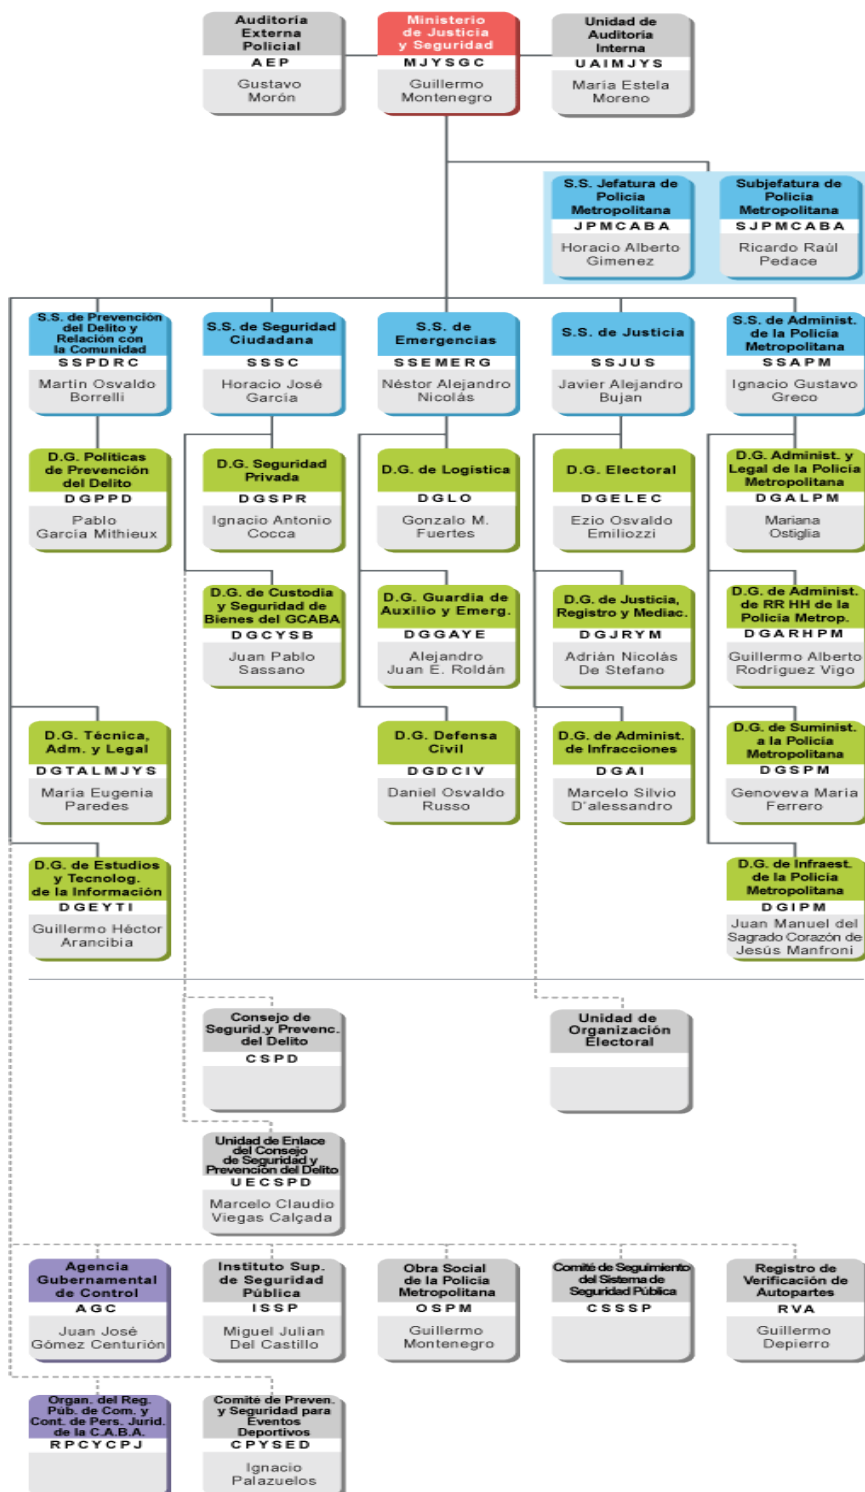 Auditoría
Externa
Policial
AEP
Gustavo
Morón
Ministerio
de Justicia
y Seguridad
MJYSGC
Guillermo
Montenegro
Unidad de
Auditoría
Interna
UAIMJYS
María Estela
Moreno
S.S. Jefatura de
Policía
Metropolitana
JPMCABA
Horacio Alberto
Gimenez
Subjefatura de
Policía
Metropolitana
SJPMCABA
Ricardo Raúl
Pedace
S.S. de Prevención
del Delito y
Relación con
la Comunidad
SSPDRC
Martín Osvaldo
Borrelli
S.S. de Seguridad
Ciudadana
SSSC
Horacio José
García
S.S. de
Emergencias
SSEMERG
Néstor Alejandro
Nicolás
S.S. de Justicia
SSJUS
Javier Alejandro
Bujan
S.S. de Administ.
de la Policía
Metropolitana
SSAPM
Ignacio Gustavo
Greco
D.G. Políticas
de Prevención
del Delito
DGPPD
Pablo
García Mithieux
D.G. Seguridad
Privada
DGSPR
Ignacio Antonio
Cocca
D.G. de Logística
DGLO
Gonzalo M.
Fuertes
D.G. Electoral
DGELEC
Ezio Osvaldo
Emiliozzi
D.G. Administ. y
Legal de la Policía
Metropolitana
DGALPM
Mariana
Ostiglia
D.G. de Custodia
y Seguridad de
Bienes del GCABA
DGCYSB
Juan Pablo
Sassano
D.G. Guardia de
Auxilio y Emerg.
DGGAYE
Alejandro
Juan E. Roldán
D.G. de Justicia,
Registro y Mediac.
DGJRYM
Adrián Nicolás
De Stefano
D.G. de Administ.
de RR HH de la
Policía Metrop.
DGARHPM
Guillermo Alberto
Rodríguez Vigo
D.G. Técnica,
Adm. y Legal
DGTALMJYS
María Eugenia
Paredes
D.G. Defensa
Civil
DGDCIV
Daniel Osvaldo
Russo
D.G. de Administ.
de Infracciones
DGAI
Marcelo Silvio
D'alessandro
D.G. de Suminist.
a la Policía
Metropolitana
DGSPM
Genoveva María
Ferrero
D.G. de Estudios
y Tecnolog.
de la Información
DGEYTI
Guillermo Héctor
Arancibia
D.G. de Infraest.
de la Policía
Metropolitana
DGIPM
Juan Manuel del
Sagrado Corazón de
Jesús Manfroni
Consejo de
Segurid.y Prevenc.
del Delito
CSPD
Unidad de
Organización
Electoral
Unidad de Enlace
del Consejo
de Seguridad y
Prevención del Delito
UECSPD
Marcelo Claudio
Viegas Calçada
Agencia
Gubernamental
de Control
AGC
Juan José
Gómez Centurión
Instituto Sup.
de Seguridad
Pública
ISSP
Miguel Julian
Del Castillo
Obra Social
de la Policía
Metropolitana
OSPM
Guillermo
Montenegro
Comité de Seguimiento
del Sistema de
Seguridad Pública
CSSSP
Registro de
Verificación de
Autopartes
RVA
Guillermo
Depierro
Organ. del Reg.
Púb. de Com. y
Cont. de Pers. Jurid.
de la C.A.B.A.
RPCYCPJ
Comité de Preven.
y Seguridad para
Eventos
Deportivos
CPYSED
Ignacio
Palazuelos